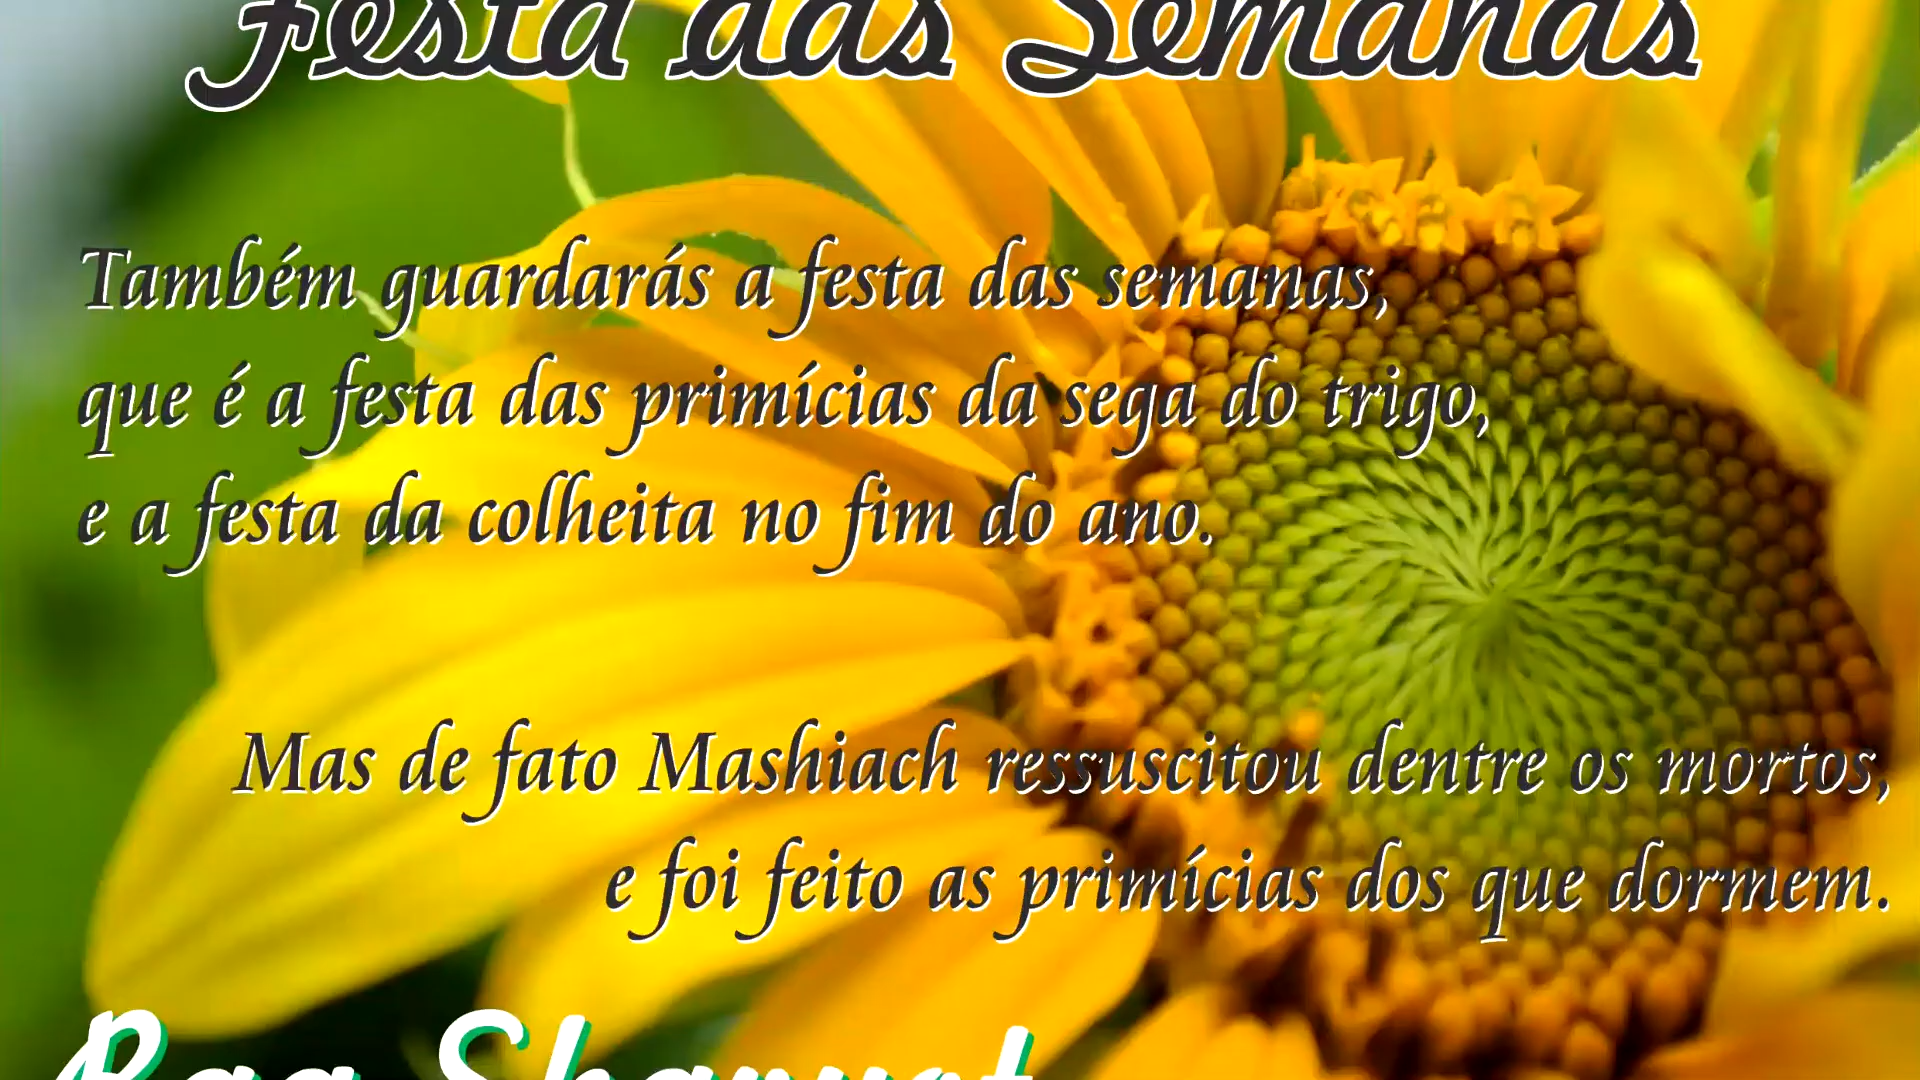 Festa das Semanas
Também guardarás a festa das semanas,
que é a festa das primícias da sega do trigo,
e a festa da colheita no fim do ano.
Mas de fato Mashiach ressuscitou dentre os mortos,
e foi feito as primícias dos que dormem.